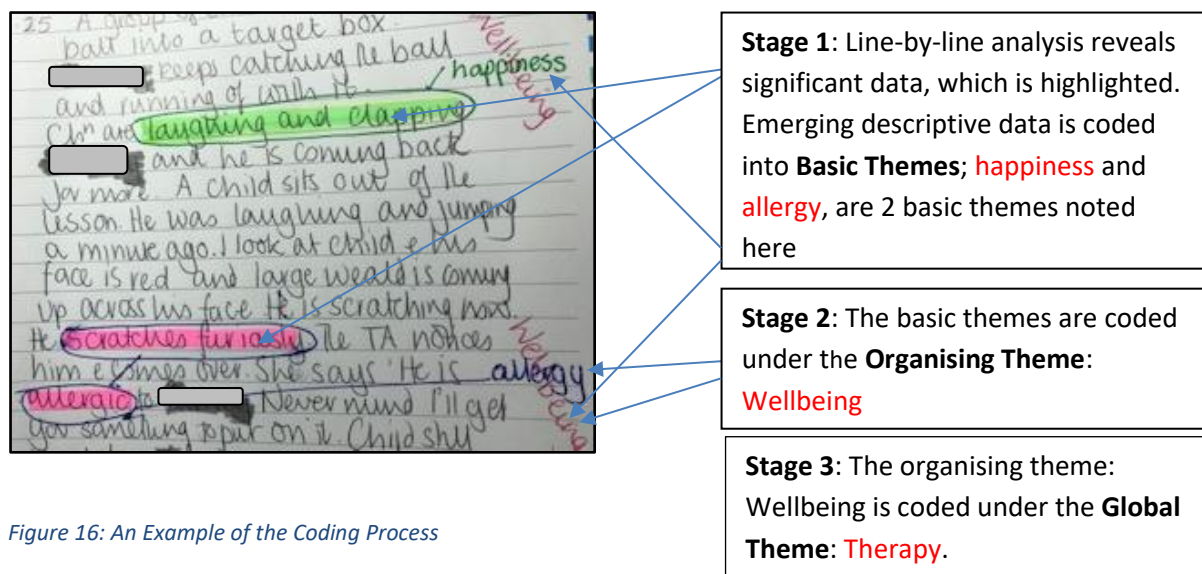 25 A group of
ball into a target box.
keeps catching the ball
happiness
and running of with it.
Chn are laughing and clapping
and he is coming back
for more. A child sits out of the
lesson. He was laughing and jumping
a minute ago. I look at child & his
face is red and large weald is coming
up across his face He is scratching now.
He scratches furiously The TA notices
him & comes over. She says 'He is allergy
allergic to Never mind I'll get
you something to put on it. Child shy
Wellbeing
Wellbeing
Stage 1: Line-by-line analysis reveals
significant data, which is highlighted.
Emerging descriptive data is coded
into Basic Themes; happiness and
allergy, are 2 basic themes noted
here
Stage 2: The basic themes are coded
under the Organising Theme:
Wellbeing
Stage 3: The organising theme:
Wellbeing is coded under the Global
Theme: Therapy.
Figure 16: An Example of the Coding Process